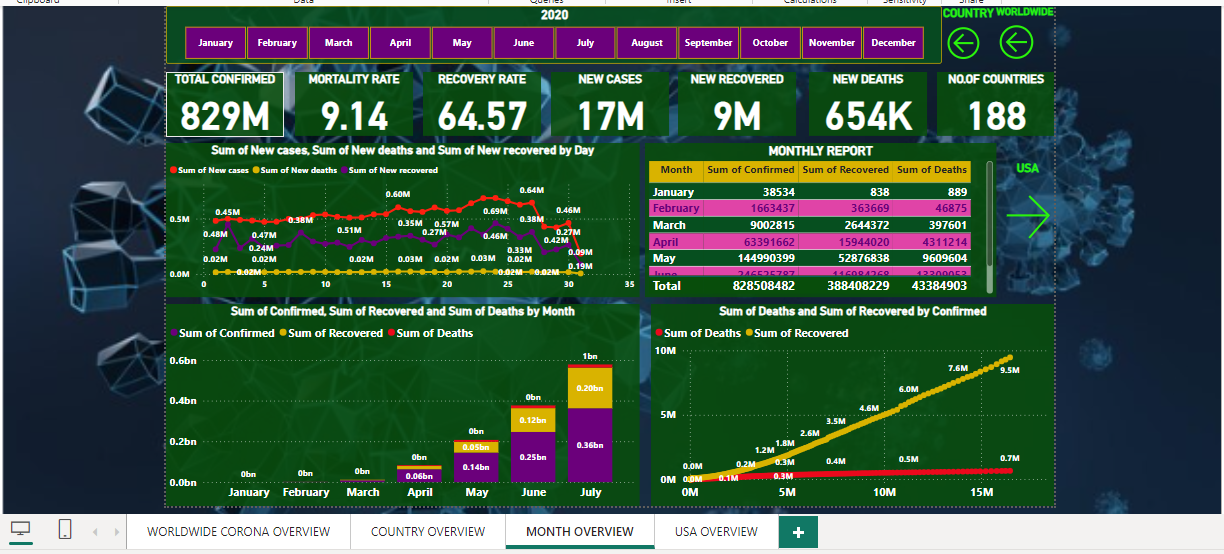 Clipboard Data Queries Insert Calculations Sensitivity Share
2020
COUNTRY WORLDWIDE
January February March April May June July August September October November December
TOTAL CONFIRMED MORTALITY RATE RECOVERY RATE NEW CASES NEW RECOVERED NEW DEATHS NO.OF COUNTRIES
829M 9.14 64.57 17M 9M 654K 188
Sum of New cases, Sum of New deaths and Sum of New recovered by Day
Sum of New cases Sum of New deaths Sum of New recovered
0.5M
0.0M
0.45M 0.38M 0.60M 0.64M 0.46M
0.48M 0.47M 0.51M 0.35M 0.57M 0.69M 0.38M 0.27M
0.24M 0.27M 0.46M 0.42M
0.33M 0.09M
0.02M 0.02M 0.02M 0.03M 0.02M 0.03M 0.02M 0.19M
0.02M 0.02M 0.02M
0 5 10 15 20 25 30 35
MONTHLY REPORT
Month Sum of Confirmed Sum of Recovered Sum of Deaths
January 38534 838 889
February 1663437 363669 46875
March 9002815 2644372 397601
April 63391662 15944020 4311214
May 144990399 52876838 9609604
June 246525787 116984268 13309053
Total 828508482 388408229 43384903
USA
Sum of Confirmed, Sum of Recovered and Sum of Deaths by Month
Sum of Confirmed Sum of Recovered Sum of Deaths
0.6bn
0.4bn
0.2bn
0.0bn
0bn 0bn 0bn 0bn 0bn 0bn 1bn
0.06bn 0.05bn 0.12bn 0.20bn
0.14bn 0.25bn 0.36bn
January February March April May June July
Sum of Deaths and Sum of Recovered by Confirmed
Sum of Deaths Sum of Recovered
10M
5M
0M
0.0M 0.2M 1.2M 1.8M 2.6M 3.5M 4.6M 6.0M 7.6M 9.5M
0.0M 0.1M 0.3M 0.3M 0.4M 0.5M 0.7M
0M 5M 10M 15M
WORLDWIDE CORONA OVERVIEW COUNTRY OVERVIEW MONTH OVERVIEW USA OVERVIEW +